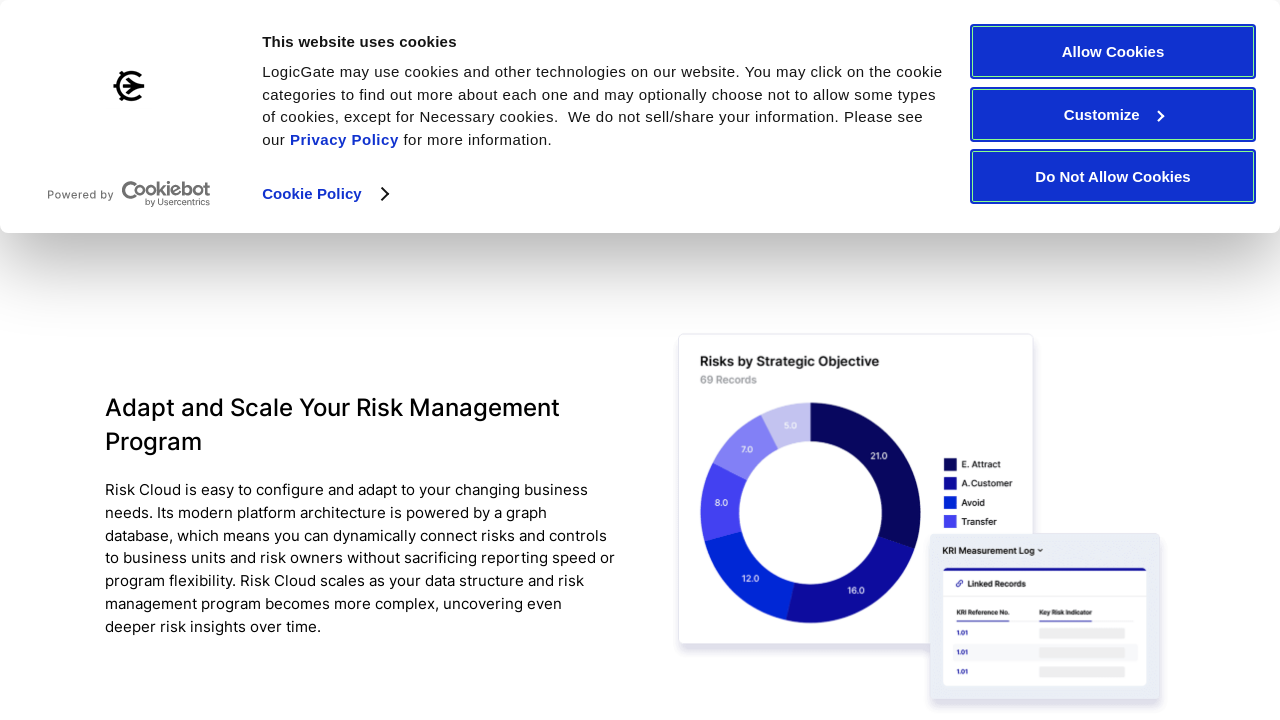 This website uses cookies
LogicGate may use cookies and other technologies on our website. You may click on the cookie
categories to find out more about each one and may optionally choose not to allow some types
of cookies, except for Necessary cookies.  We do not sell/share your information. Please see
our Privacy Policy for more information.
Cookie Policy
Powered by Cookiebot
by Usercentrics
Allow Cookies
Customize
Do Not Allow Cookies
Adapt and Scale Your Risk Management
Program
Risk Cloud is easy to configure and adapt to your changing business
needs. Its modern platform architecture is powered by a graph
database, which means you can dynamically connect risks and controls
to business units and risk owners without sacrificing reporting speed or
program flexibility. Risk Cloud scales as your data structure and risk
management program becomes more complex, uncovering even
deeper risk insights over time.
Risks by Strategic Objective
69 Records
5.0
21.0
7.0
8.0
12.0
16.0
E. Attract
A.Customer
Avoid
Transfer
KRI Measurement Log
Linked Records
KRI Reference No. Key Risk Indicator
1.01
1.01
1.01